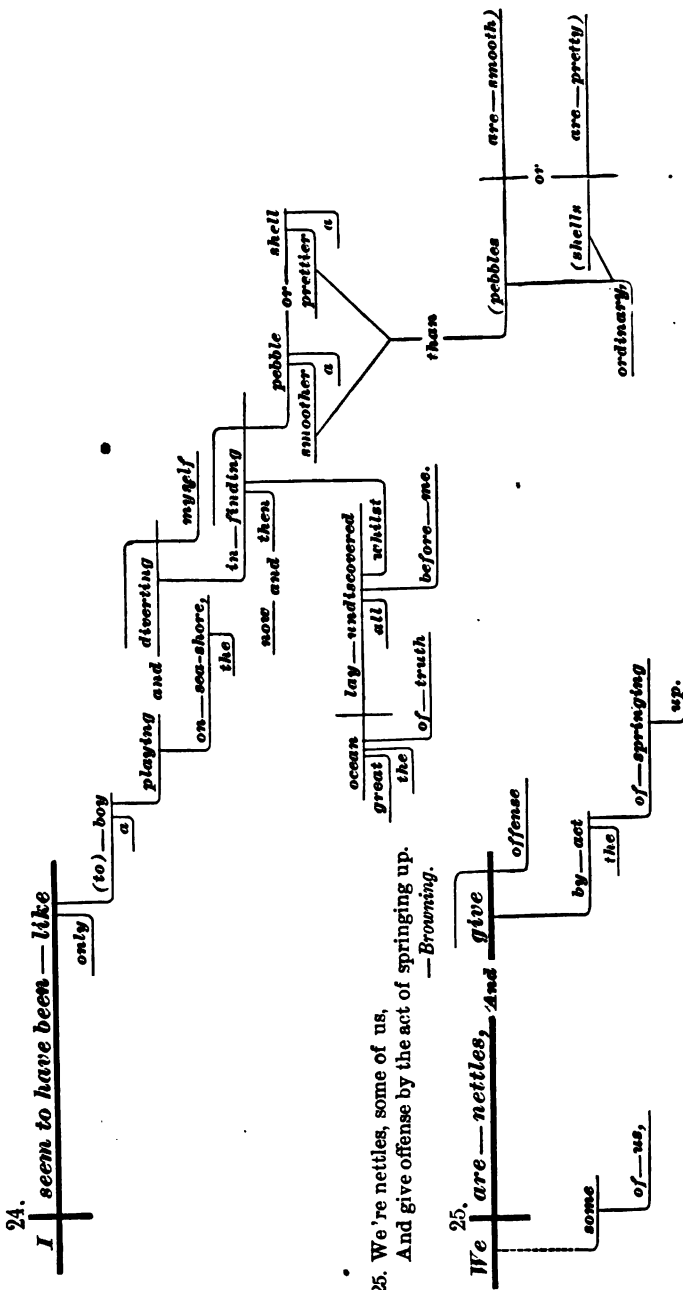 24.
I seem to have been—like
only
(to)—boy
a
playing and diverting
myself
on—sea-shore,
the
in—finding
now and then
pebble or shell
smoother
a
prettier
a
than
(pebbles are—smooth)
or
(shells are—pretty)
ordinary,
ocean lay—undiscovered
great
the
of—truth
all
whilst
before—me.
25. We're nettles, some of us,
And give offense by the act of springing up.
—Browning.
25.
We are—nettles, And give
offense
some
of—us,
by—act
the
of—springing
up.